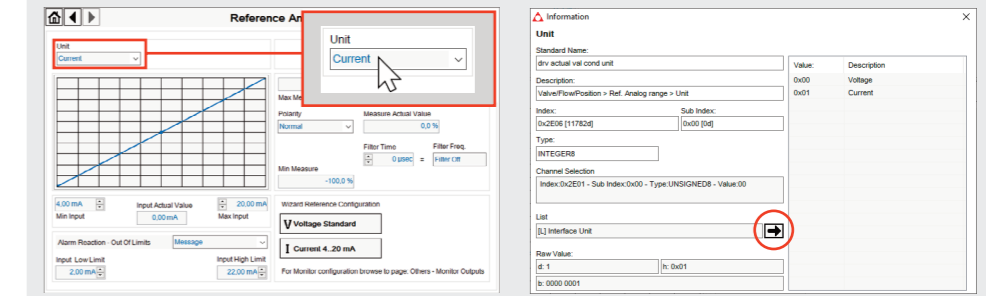 Reference An
Unit
Current
Unit
Current
Max Me
Polarity
Measure Actual Value
Normal
0,0 %
Filter Time
Filter Freq.
0 µsec
=
Filter Off
Min Measure
-100,0 %
4,00 mA
Input Actual Value
20,00 mA
Min Input
0,00 mA
Max Input
Wizard Reference Configuration
V Voltage Standard
I Current 4..20 mA
For Monitor configuration browse to page: Others - Monitor Outputs
Alarm Reaction - Out Of Limits
Message
Input Low Limit
Input High Limit
2,00 mA
22,00 mA
Information
Unit
Standard Name:
drv actual val cond unit
Description:
Valve/Flow/Position > Ref. Analog range > Unit
Index:
Sub Index:
0x2E06 [11782d]
0x00 [0d]
Type:
INTEGER8
Channel Selection
Index:0x2E01 - Sub Index:0x00 - Type:UNSIGNED8 - Value:00
List
[L] Interface Unit
Raw Value:
d: 1
h: 0x01
b: 0000 0001
Value:
Description
0x00
Voltage
0x01
Current